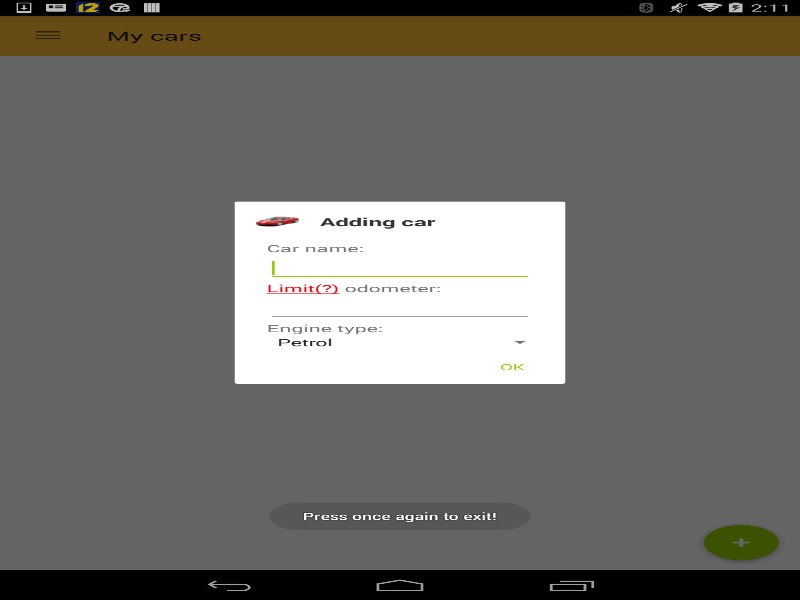 12
2:11
My cars
Adding car
Car name:
Limit(?) odometer:
Engine type:
Petrol
OK
Press once again to exit!
+